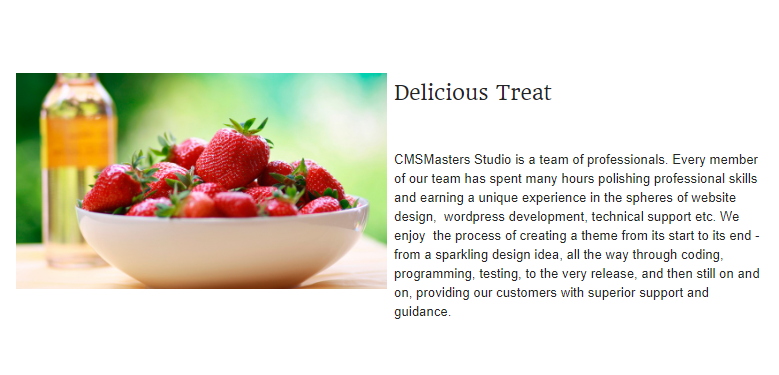 Delicious Treat
CMSMasters Studio is a team of professionals. Every member
of our team has spent many hours polishing professional skills
and earning a unique experience in the spheres of website
design,  wordpress development, technical support etc. We
enjoy  the process of creating a theme from its start to its end -
from a sparkling design idea, all the way through coding,
programming, testing, to the very release, and then still on and
on, providing our customers with superior support and
guidance.